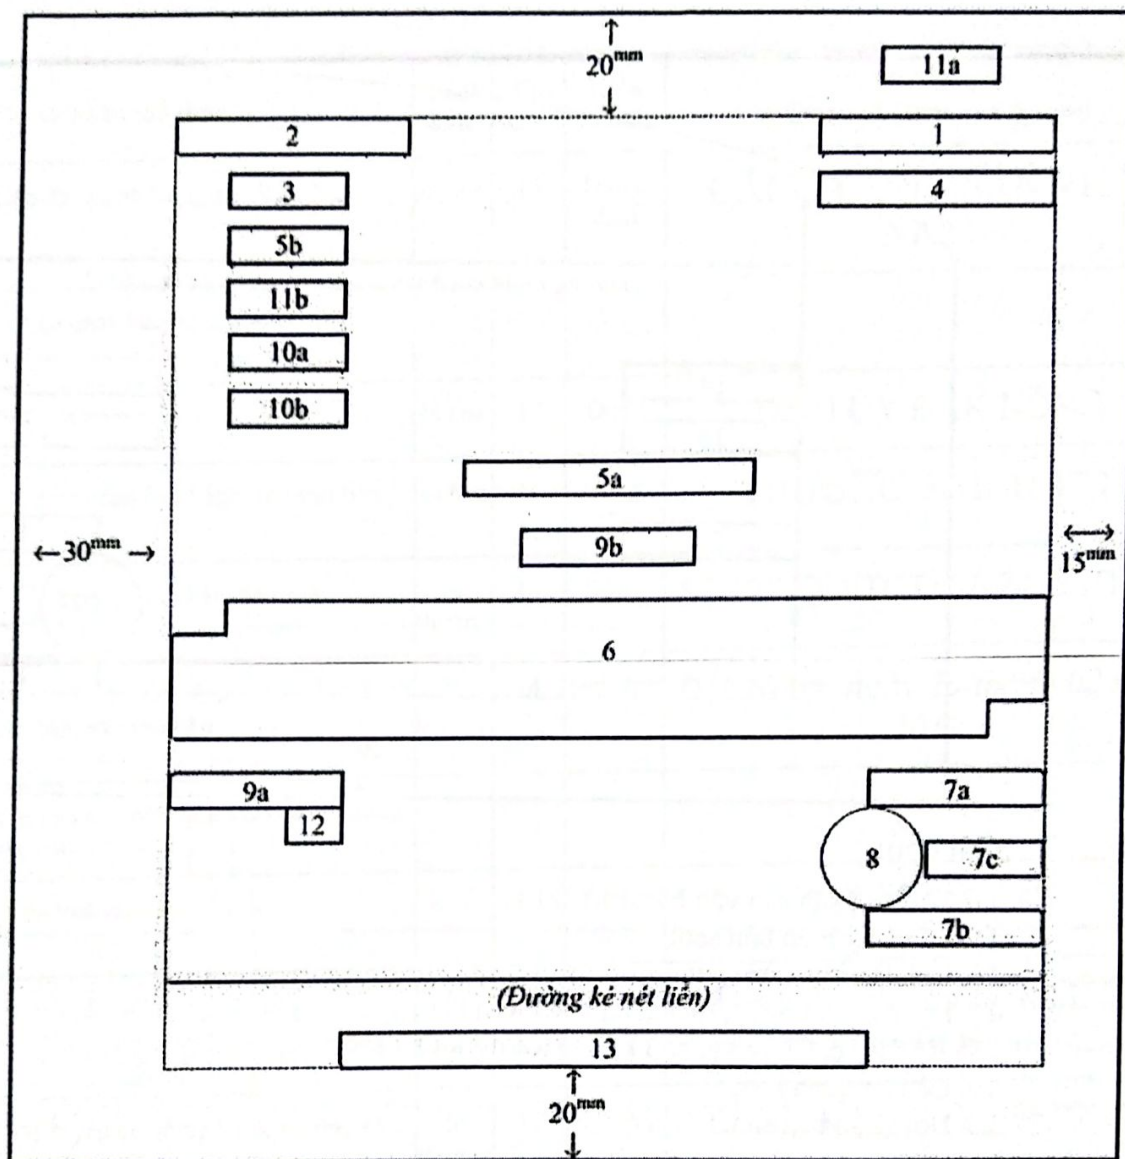 20mm
11a
2 1
3 4
5b
11b
10a
10b
5a
9b
←30mm→
15mm
6
9a 7a
12
8 7c
7b
(Đường kẻ nét liền)
13
20mm